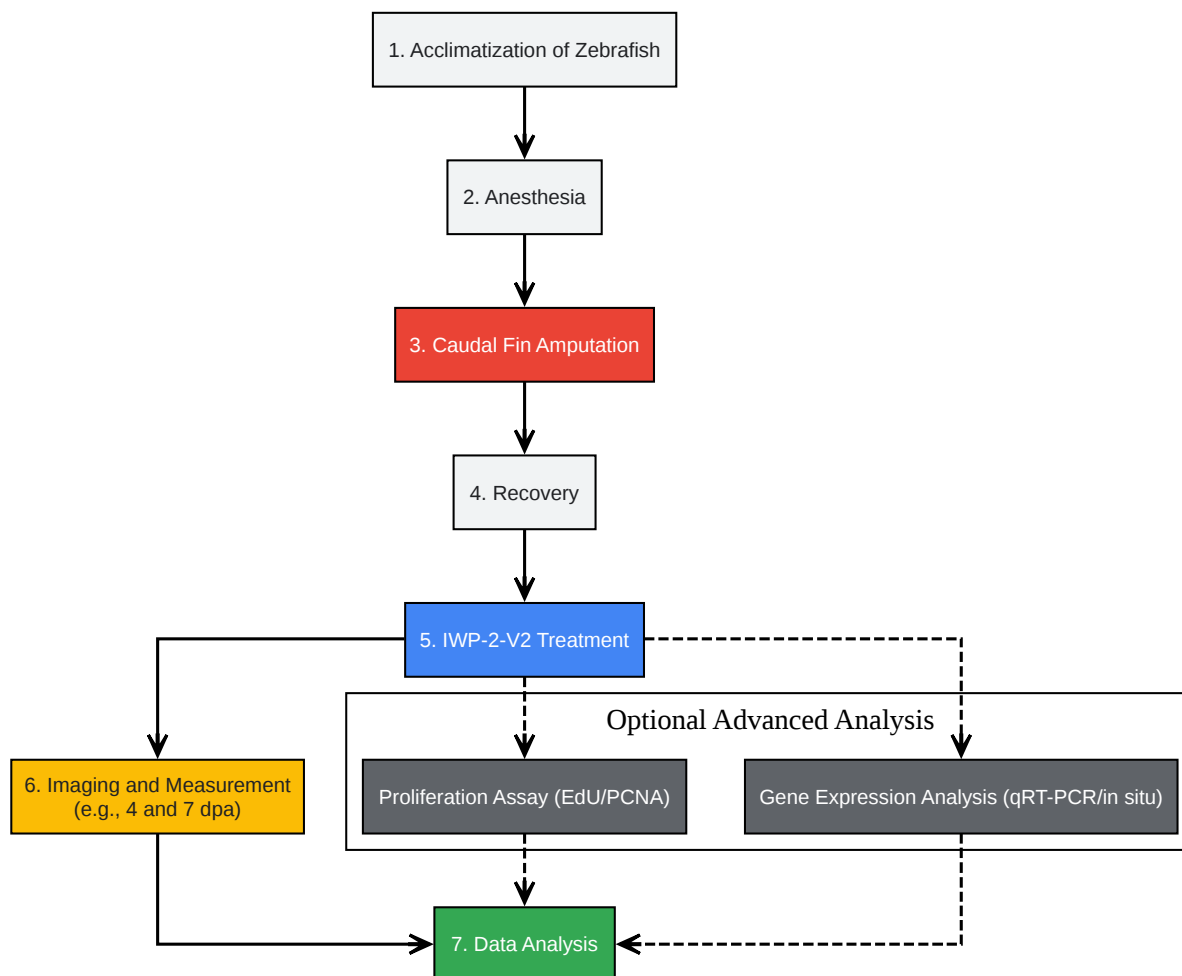 1. Acclimatization of Zebrafish
2. Anesthesia
3. Caudal Fin Amputation
4. Recovery
5. IWP-2-V2 Treatment
Optional Advanced Analysis
6. Imaging and Measurement
(e.g., 4 and 7 dpa)
Proliferation Assay (EdU/PCNA)
Gene Expression Analysis (qRT-PCR/in situ)
7. Data Analysis